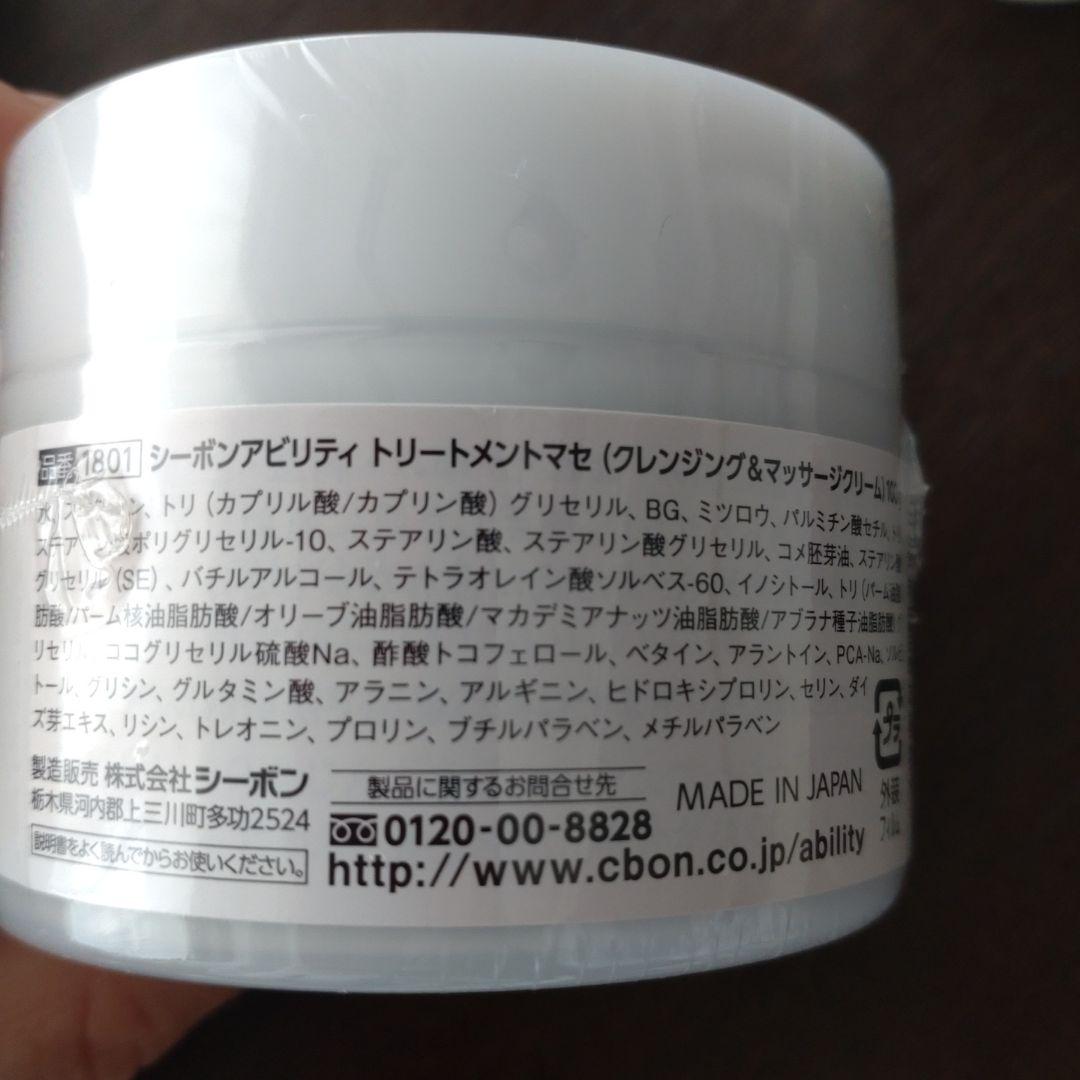 品番 1801 シーボンアビリティ トリートメントマセ (クレンジング&マッサージクリーム)
水、トリ (カプリル酸/カプリン酸) グリセリル、BG、ミツロウ、パルミチン酸セチル、
ポリグリセリル-10、ステアリン酸、ステアリン酸グリセリル、コメ胚芽油、ステアリン酸
グリセリル (SE) 、バチルアルコール、テトラオレイン酸ソルベス-60、イノシトール、トリ (パーム油脂
肪酸/パーム核油脂肪酸/オリーブ油脂肪酸/マカデミアナッツ油脂肪酸/アブラナ種子油脂肪酸)
リセリル、ココグリセリル硫酸Na、酢酸トコフェロール、ベタイン、アラントイン、PCA-Na、ソルビ
トール、グリシン、グルタミン酸、アラニン、アルギニン、ヒドロキシプロリン、セリン、ダイ
ズ芽エキス、リシン、トレオニン、プロリン、ブチルパラベン、メチルパラベン
製造販売 株式会社シーボン
栃木県河内郡上三川町多功2524
説明書をよく読んでからお使いください。
製品に関するお問合せ先
0120-00-8828
http://www.cbon.co.jp/ability
MADE IN JAPAN
プラ
外装
フィルム